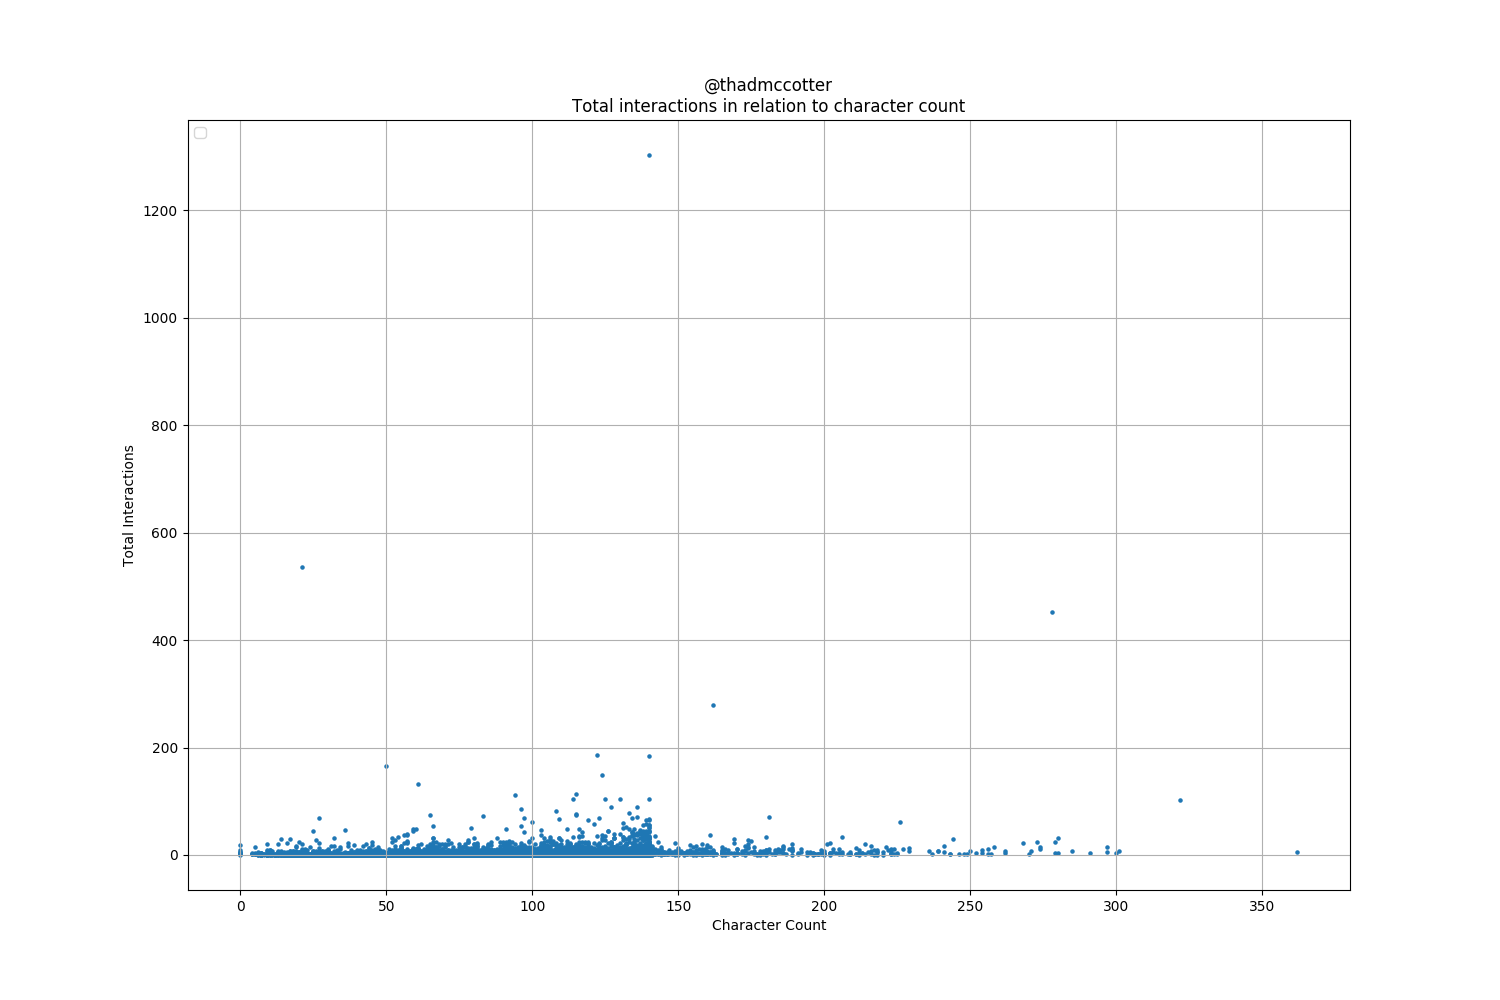 @thadmccotter
Total interactions in relation to character count
Total Interactions
1200
1000
800
600
400
200
0
0 50 100 150 200 250 300 350
Character Count